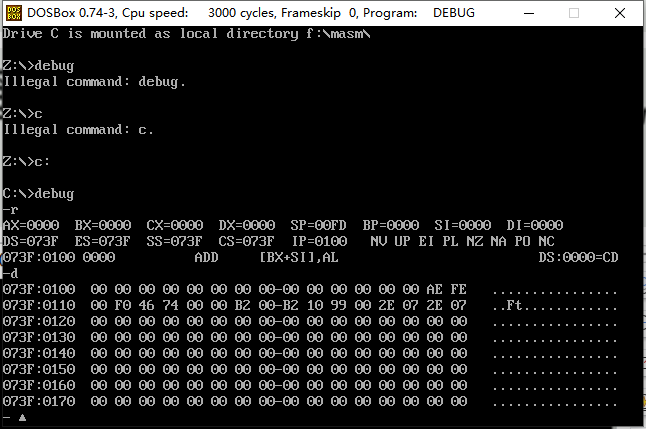 DOSBox 0.74-3, Cpu speed: 3000 cycles, Frameskip 0, Program: DEBUG
Drive C is mounted as local directory f:\masm\
Z:\>debug
Illegal command: debug.
Z:\>c
Illegal command: c.
Z:\>c:
C:\>debug
-r
AX=0000 BX=0000 CX=0000 DX=0000 SP=00FD BP=0000 SI=0000 DI=0000
DS=073F ES=073F SS=073F CS=073F IP=0100 NV UP EI PL NZ NA PO NC
073F:0100 0000 ADD [BX+SI],AL DS:0000=CD
-d
073F:0100 00 00 00 00 00 00 00 00-00 00 00 00 00 00 AE FE ................
073F:0110 00 F0 46 74 00 00 B2 00-B2 10 99 00 2E 07 2E 07 ..Ft............
073F:0120 00 00 00 00 00 00 00 00-00 00 00 00 00 00 00 00 ................
073F:0130 00 00 00 00 00 00 00 00-00 00 00 00 00 00 00 00 ................
073F:0140 00 00 00 00 00 00 00 00-00 00 00 00 00 00 00 00 ................
073F:0150 00 00 00 00 00 00 00 00-00 00 00 00 00 00 00 00 ................
073F:0160 00 00 00 00 00 00 00 00-00 00 00 00 00 00 00 00 ................
073F:0170 00 00 00 00 00 00 00 00-00 00 00 00 00 00 00 00 ................
- ▲